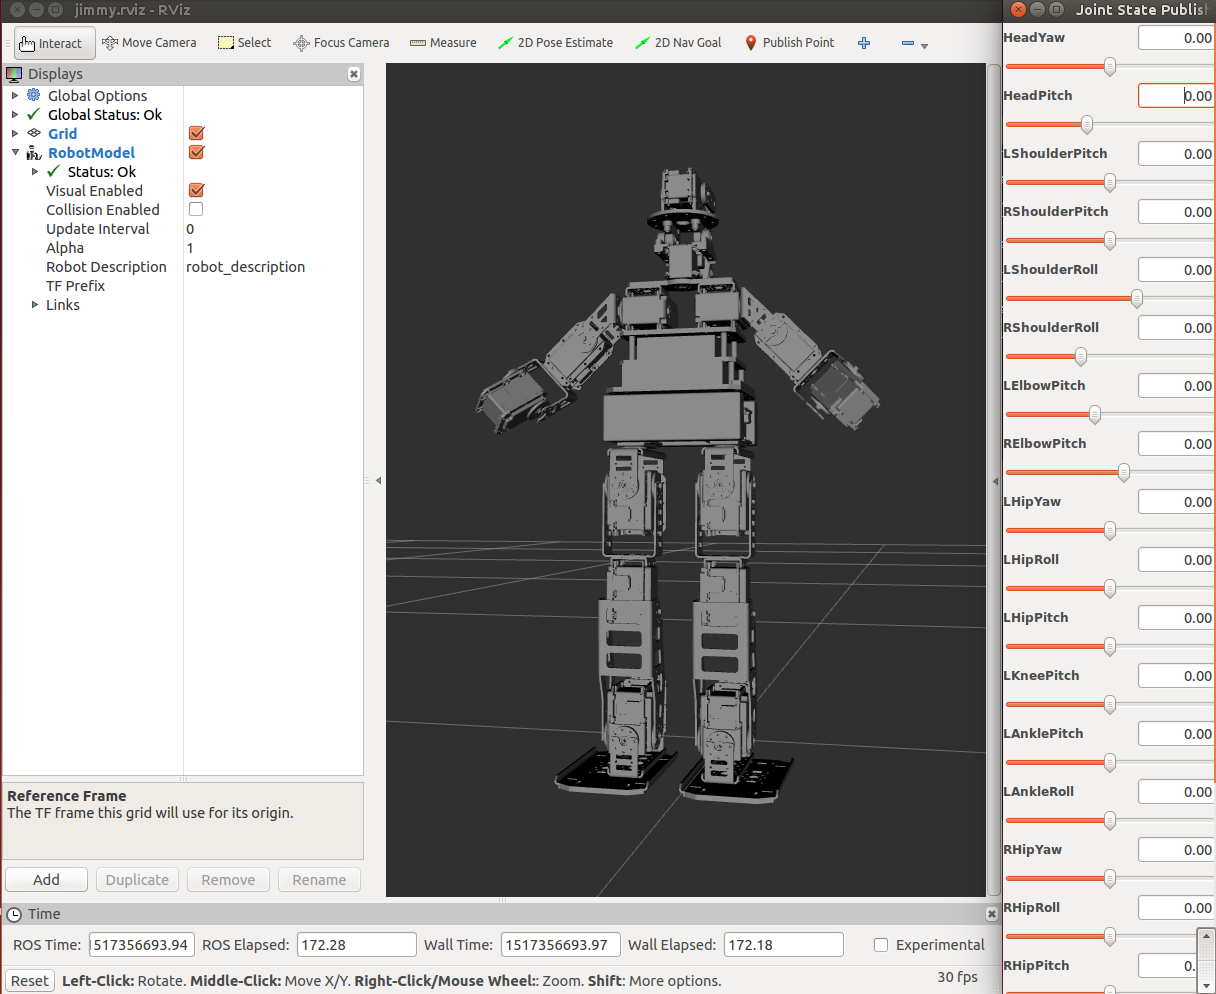 jimmy.rviz - RViz
Interact Move Camera Select Focus Camera Measure 2D Pose Estimate 2D Nav Goal Publish Point
Displays
Global Options
Global Status: Ok
Grid
RobotModel
Status: Ok
Visual Enabled
Collision Enabled
Update Interval 0
Alpha 1
Robot Description robot_description
TF Prefix
Links
Reference Frame
The TF frame this grid will use for its origin.
Add Duplicate Remove Rename
Time
ROS Time: 517356693.94 ROS Elapsed: 172.28 Wall Time: 1517356693.97 Wall Elapsed: 172.18 Experimental
Reset Left-Click: Rotate. Middle-Click: Move X/Y. Right-Click/Mouse Wheel:: Zoom. Shift: More options. 30 fps
Joint State Publish
HeadYaw 0.00
HeadPitch 0.00
LShoulderPitch 0.00
RShoulderPitch 0.00
LShoulderRoll 0.00
RShoulderRoll 0.00
LElbowPitch 0.00
RElbowPitch 0.00
LHipYaw 0.00
LHipRoll 0.00
LHipPitch 0.00
LKneePitch 0.00
LAnklePitch 0.00
LAnkleRoll 0.00
RHipYaw 0.00
RHipRoll 0.00
RHipPitch 0.